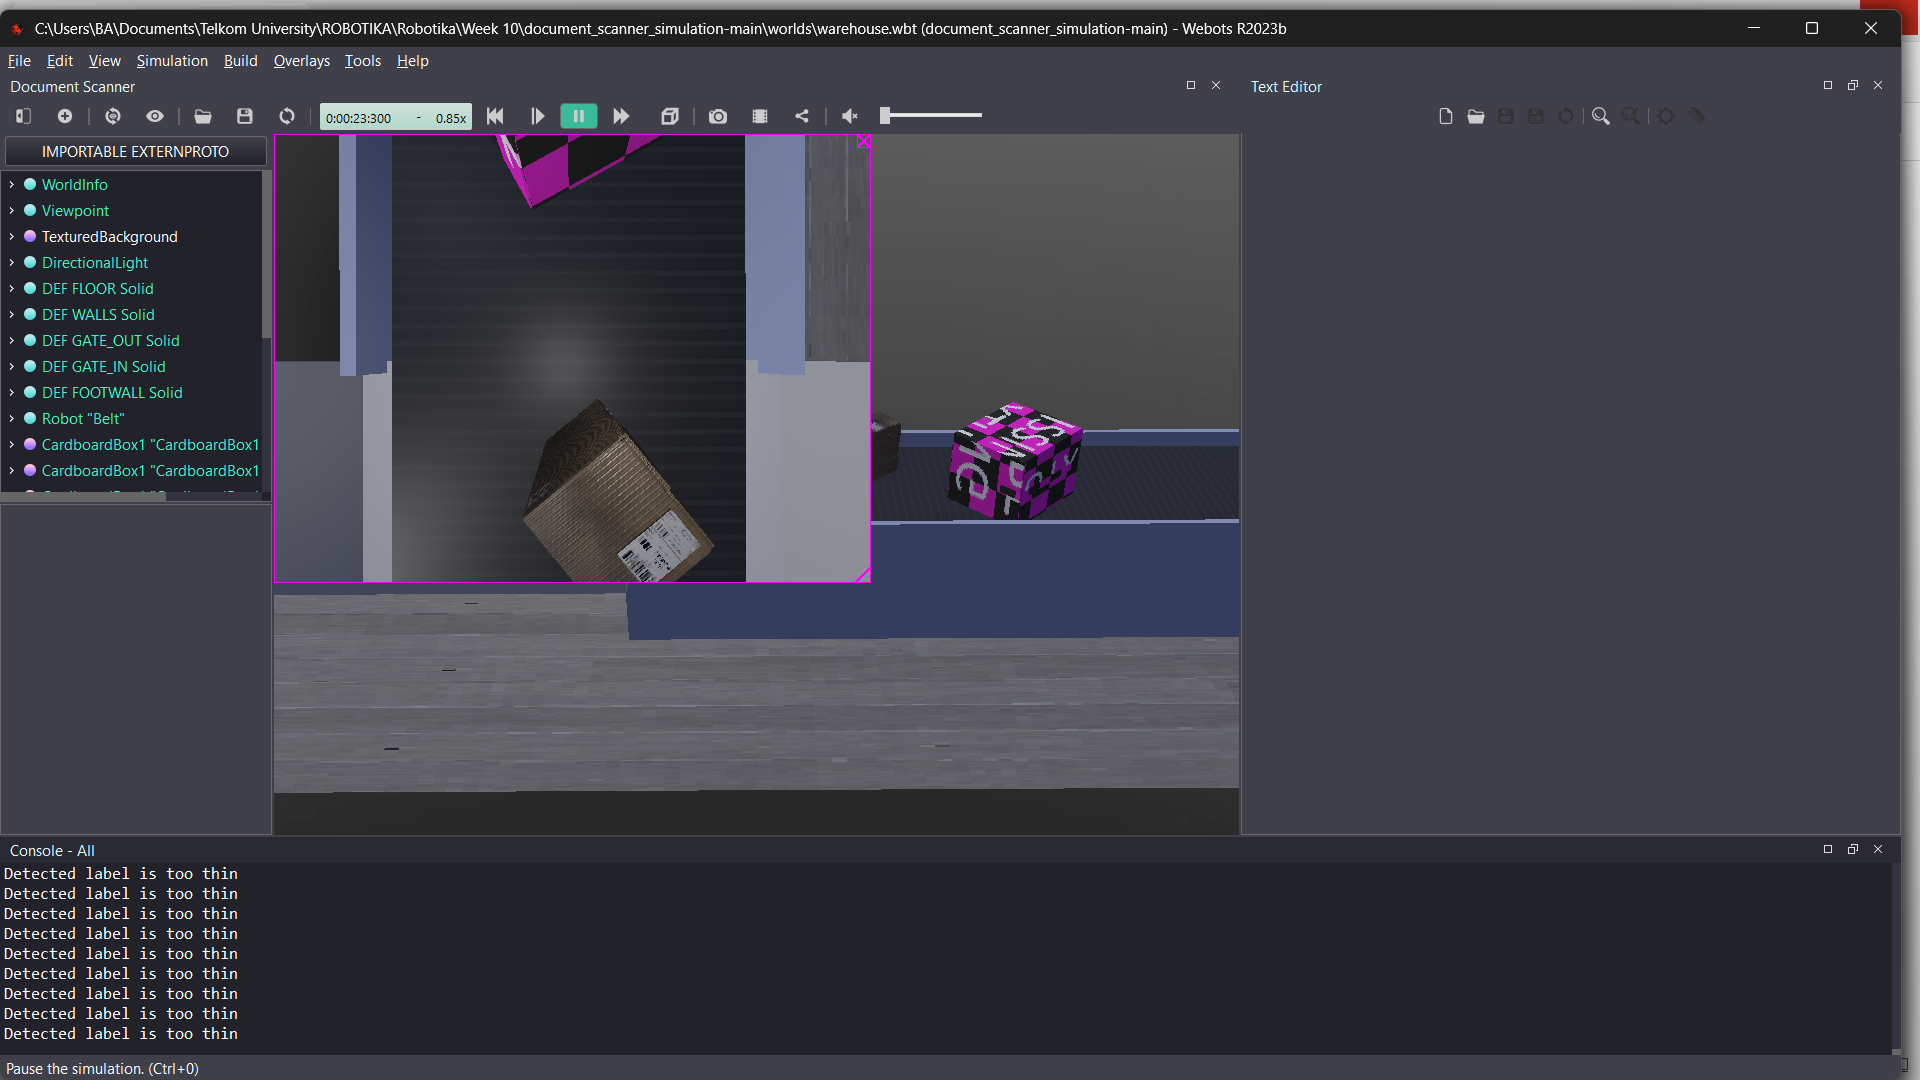 C:\Users\BA\Documents\Telkom University\ROBOTIKA\Robotika\Week 10\document_scanner_simulation-main\worlds\warehouse.wbt (document_scanner_simulation-main) - Webots R2023b
File Edit View Simulation Build Overlays Tools Help
Document Scanner
Text Editor
0:00:23:300 - 0.85x
IMPORTABLE EXTERNPROTO
WorldInfo
Viewpoint
TexturedBackground
DirectionalLight
DEF FLOOR Solid
DEF WALLS Solid
DEF GATE_OUT Solid
DEF GATE_IN Solid
DEF FOOTWALL Solid
Robot "Belt"
CardboardBox1 "CardboardBox1
CardboardBox1 "CardboardBox1
Console - All
Detected label is too thin
Detected label is too thin
Detected label is too thin
Detected label is too thin
Detected label is too thin
Detected label is too thin
Detected label is too thin
Detected label is too thin
Detected label is too thin
Pause the simulation. (Ctrl+0)